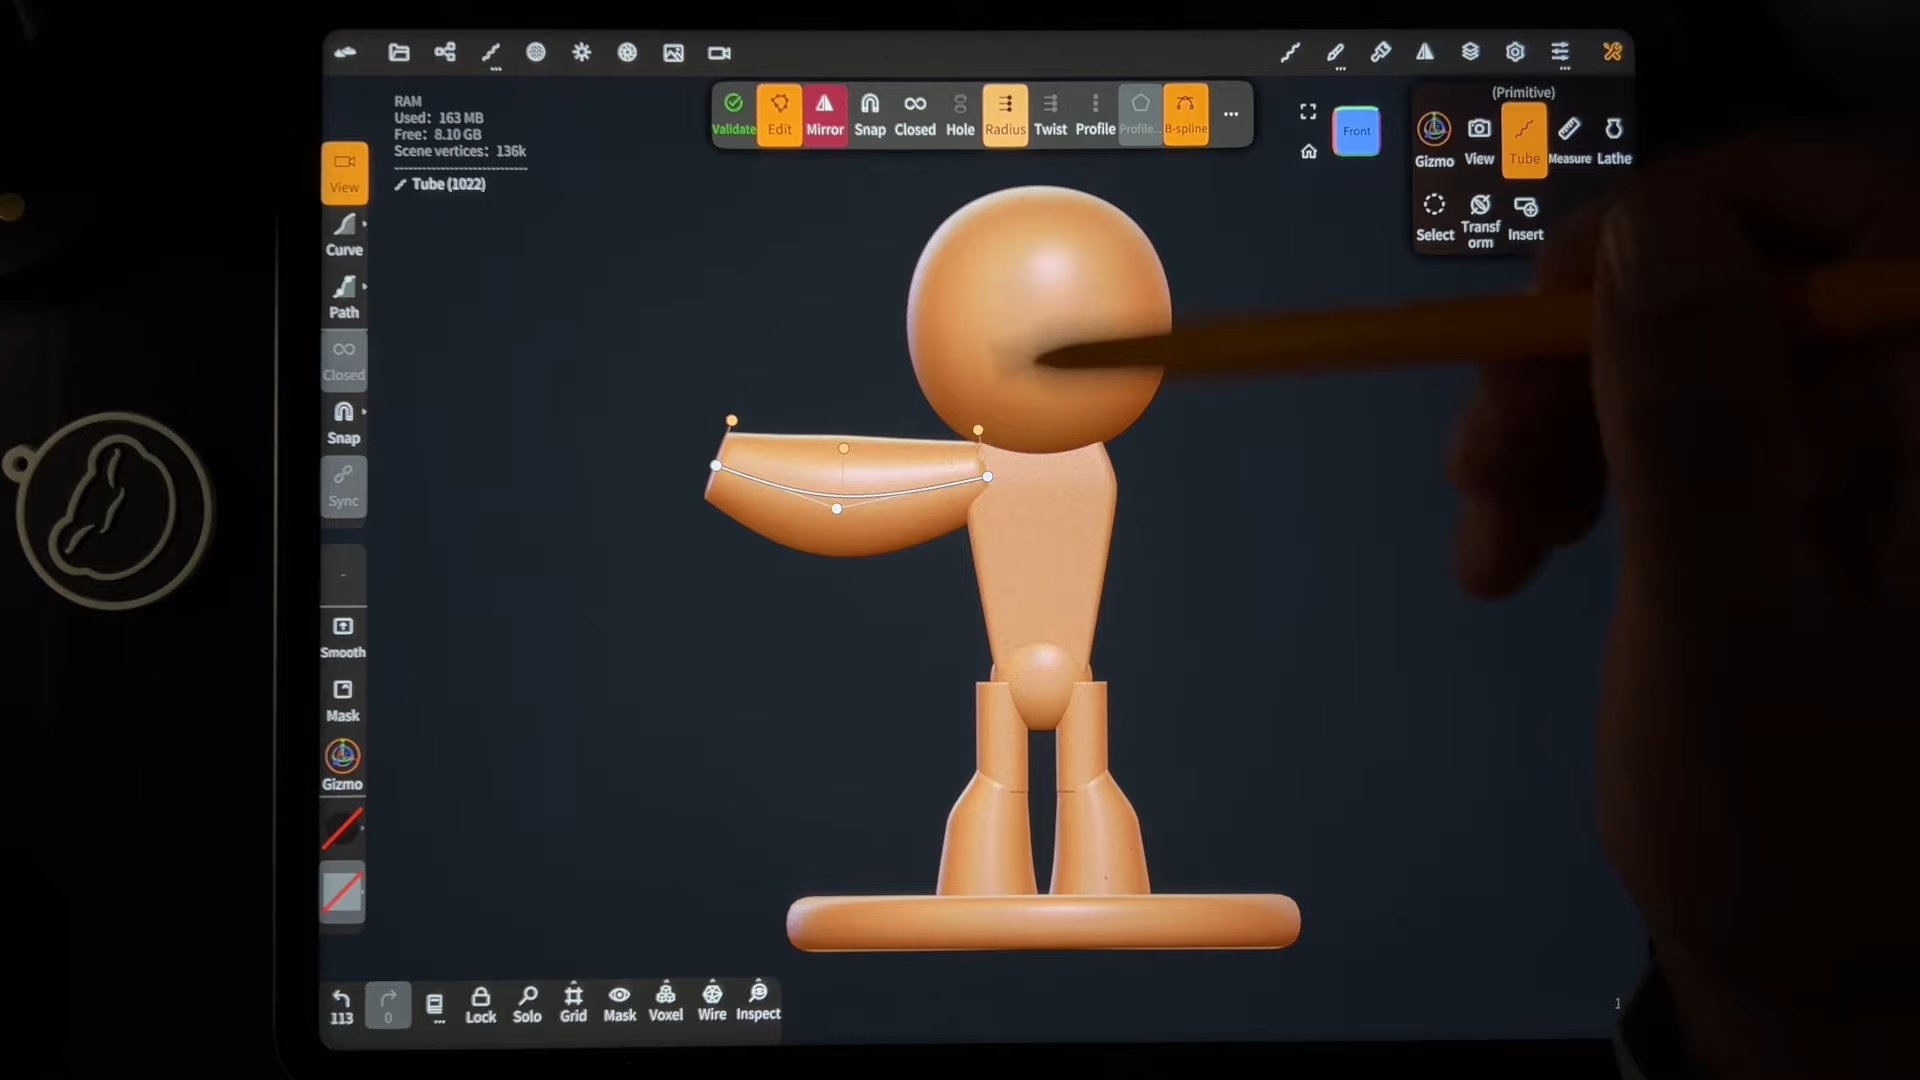 RAM
Used: 163 MB
Free: 8.10 GB
Scene vertices: 136k
Tube (1022)
Validate Edit Mirror Snap Closed Hole Radius Twist Profile Profile... B-spline ...
Front
(Primitive)
Gizmo View Tube Measure Lathe
Select Transf
orm Insert
View
Curve
Path
Closed
Snap
Sync
-
Smooth
Mask
Gizmo
113 0 ... Lock Solo Grid Mask Voxel Wire Inspect
1